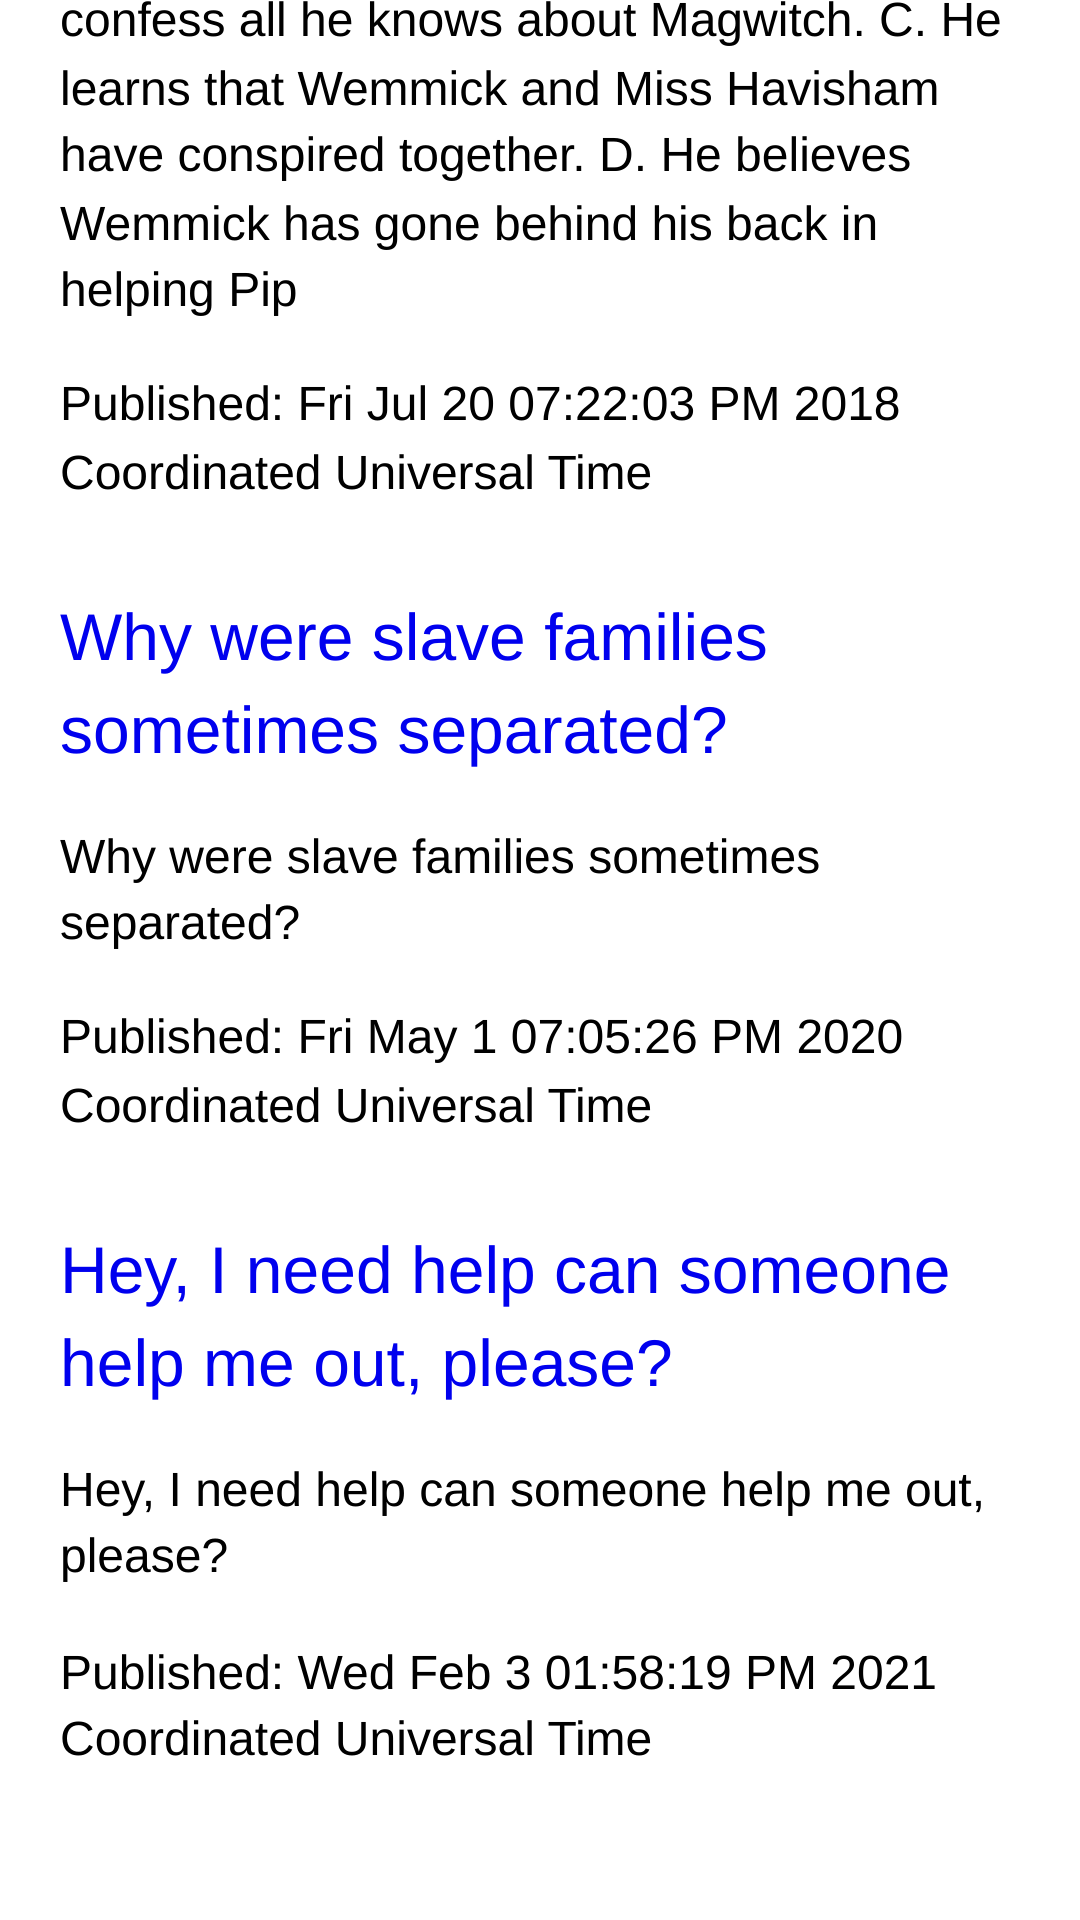 confess all he knows about Magwitch. C. He
learns that Wemmick and Miss Havisham
have conspired together. D. He believes
Wemmick has gone behind his back in
helping Pip
Published: Fri Jul 20 07:22:03 PM 2018
Coordinated Universal Time
Why were slave families
sometimes separated?
Why were slave families sometimes
separated?
Published: Fri May 1 07:05:26 PM 2020
Coordinated Universal Time
Hey, I need help can someone
help me out, please?
Hey, I need help can someone help me out,
please?
Published: Wed Feb 3 01:58:19 PM 2021
Coordinated Universal Time